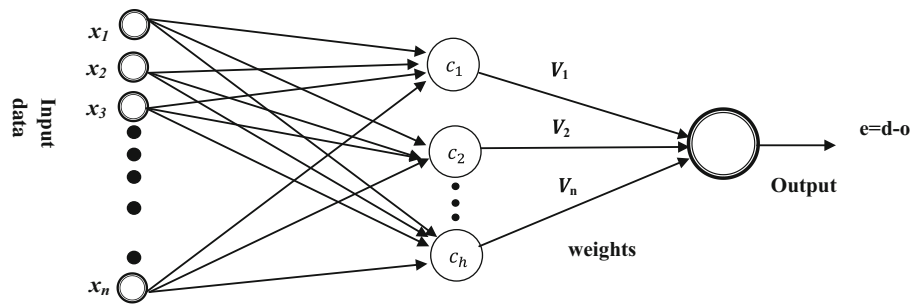 Input
data
x1
x2
x3
xn
c1
c2
ch
V1
V2
Vn
weights
e=d-o
Output